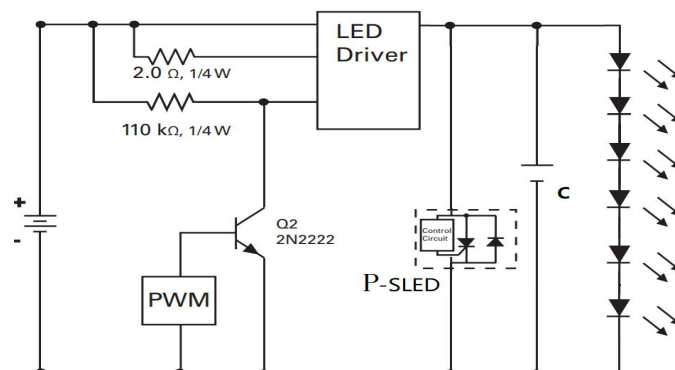 LED
Driver
2.0 Ω, 1/4 W
110 kΩ, 1/4 W
+
-
Q2
2N2222
PWM
Control
Circuit
P-SLED
C